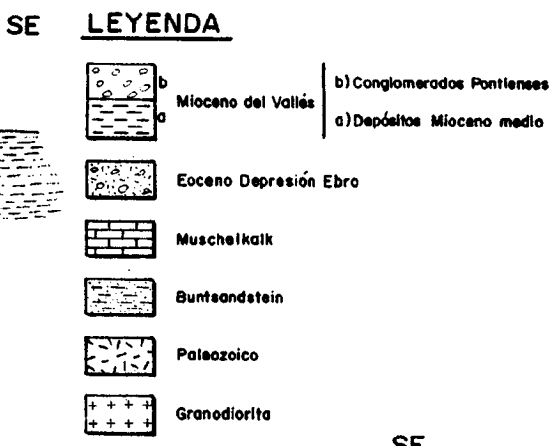 SE LEYENDA
b
a
Mioceno del Vallés
b) Conglomerados Pontienses
a) Depósitos Mioceno medio
Eoceno Depresión Ebro
Muschelkalk
Buntsandstein
Paleozoico
Granodiorita
SE